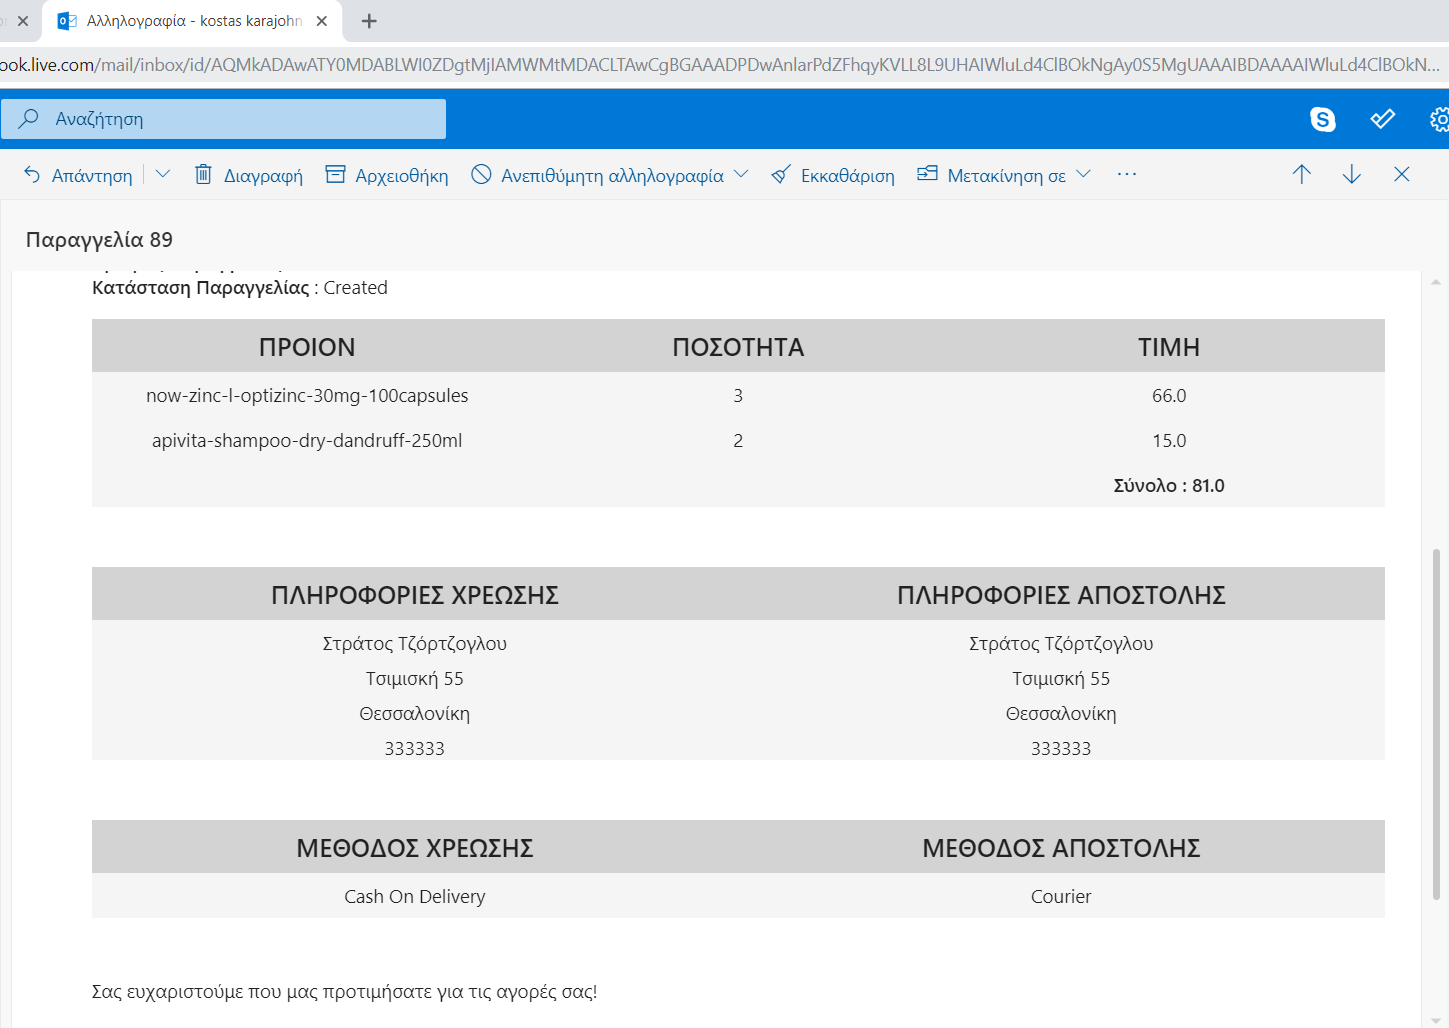 Αλληλογραφία - kostas karajohn
ook.live.com/mail/inbox/id/AQMkADAwATY0MDABLWI0ZDgtMjIAMWMtMDACLTAwCgBGAAADPDwAnlarPdZFhqyKVLL8L9UHAIWluLd4ClBOkNgAy0S5MgUAAAIBDAAAAIWluLd4ClBOkN...
Αναζήτηση
Απάντηση Διαγραφή Αρχειοθήκη Ανεπιθύμητη αλληλογραφία Εκκαθάριση Μετακίνηση σε ...
Παραγγελία 89
Κατάσταση Παραγγελίας : Created
ΠΡΟΙΟΝ ΠΟΣΟΤΗΤΑ ΤΙΜΗ
now-zinc-l-optizinc-30mg-100capsules 3 66.0
apivita-shampoo-dry-dandruff-250ml 2 15.0
Σύνολο : 81.0
ΠΛΗΡΟΦΟΡΙΕΣ ΧΡΕΩΣΗΣ ΠΛΗΡΟΦΟΡΙΕΣ ΑΠΟΣΤΟΛΗΣ
Στράτος Τζόρτζογλου Στράτος Τζόρτζογλου
Τσιμισκή 55 Τσιμισκή 55
Θεσσαλονίκη Θεσσαλονίκη
333333 333333
ΜΕΘΟΔΟΣ ΧΡΕΩΣΗΣ ΜΕΘΟΔΟΣ ΑΠΟΣΤΟΛΗΣ
Cash On Delivery Courier
Σας ευχαριστούμε που μας προτιμήσατε για τις αγορές σας!